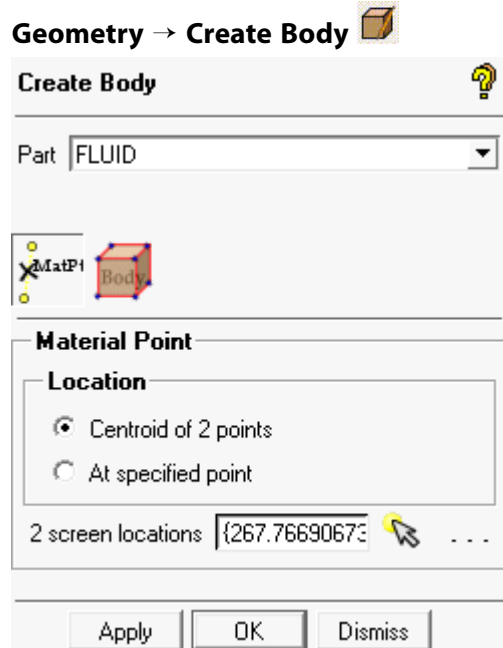 Geometry → Create Body
Create Body
Part FLUID
MatPt
Body
Material Point
Location
Centroid of 2 points
At specified point
2 screen locations {267.76690673 ...
Apply OK Dismiss